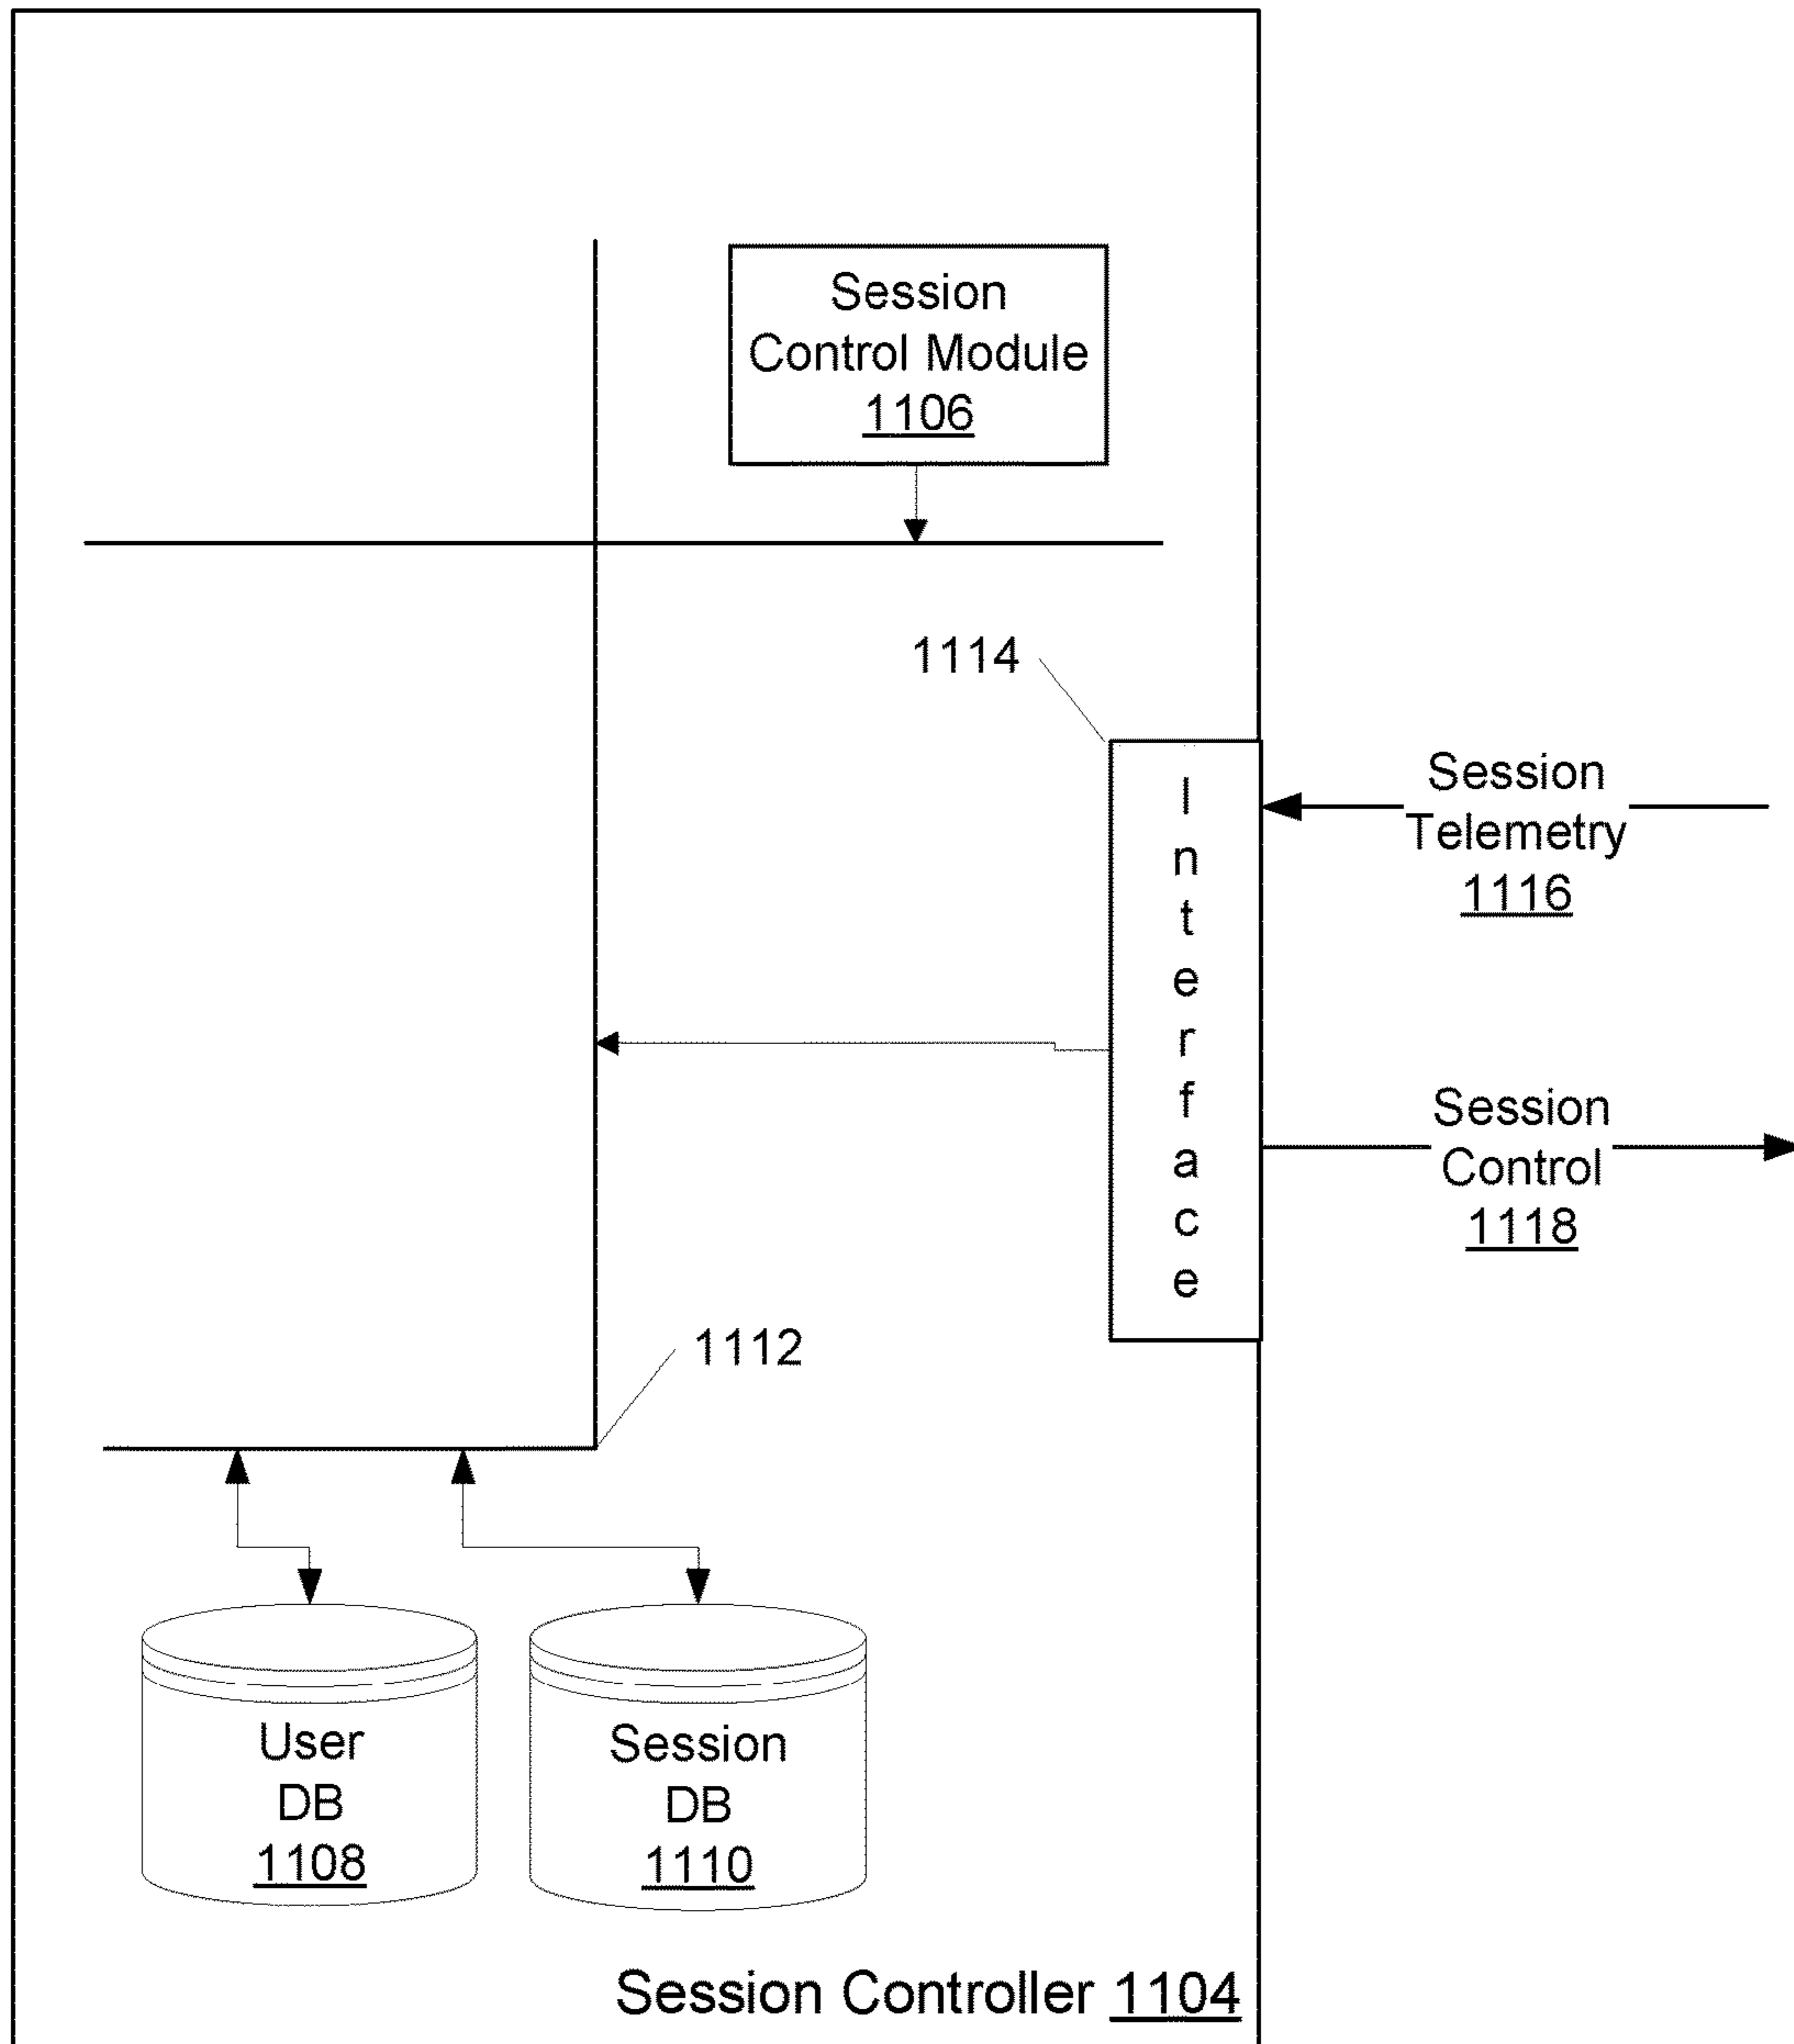 Session
Control Module
1106
1114
Interface
Session
Telemetry
1116
Session
Control
1118
1112
User
DB
1108
Session
DB
1110
Session Controller 1104